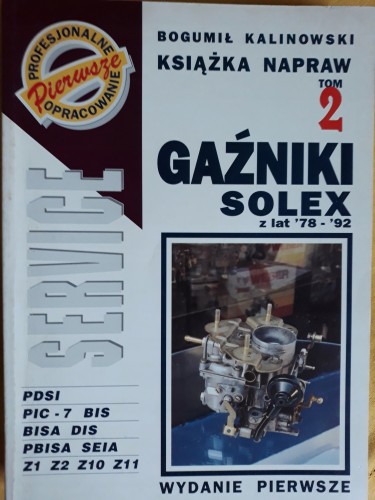 BOGUMIŁ KALINOWSKI
KSIĄŻKA NAPRAW
TOM
2
PROFESJONALNE
Pierwsze
OPRACOWANIE
GAŹNIKI
SOLEX
z lat '78 - '92
SERVICE
PDSI
PIC - 7 BIS
BISA DIS
PBISA SEIA
Z1 Z2 Z10 Z11
WYDANIE PIERWSZE